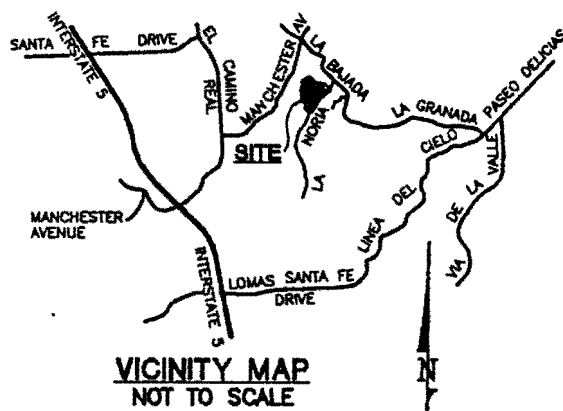 INTERSTATE 5
SANTA FE DRIVE
EL CAMINO REAL
MANCHESTER AV
LA BAJADA
LA GRANADA
PASEO DELICIAS
SITE
LA NORIA
LINEA DEL CIELO
VIA DE LA VALLE
MANCHESTER
AVENUE
INTERSTATE 5
LOMAS SANTA FE
DRIVE
VICINITY MAP
NOT TO SCALE
N